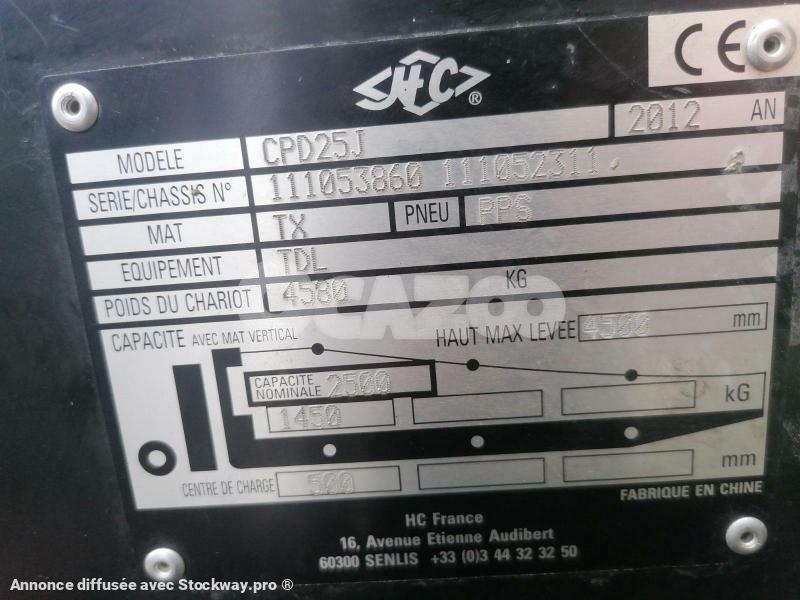 HC®
CE
MODELE CPD25J 2012 AN
SERIE/CHASSIS N° 111053860 111052311
MAT TX PNEU PPS
EQUIPEMENT TDL
POIDS DU CHARIOT 4580 KG
OCAZOO
CAPACITE AVEC MAT VERTICAL HAUT MAX LEVÉE 4500 mm
CAPACITE NOMINALE 2500 kG
1450
CENTRE DE CHARGE 500 mm
FABRIQUE EN CHINE
HC France
16, Avenue Etienne Audibert
60300 SENLIS +33 (0)3 44 32 32 50
Annonce diffusée avec Stockway.pro ®